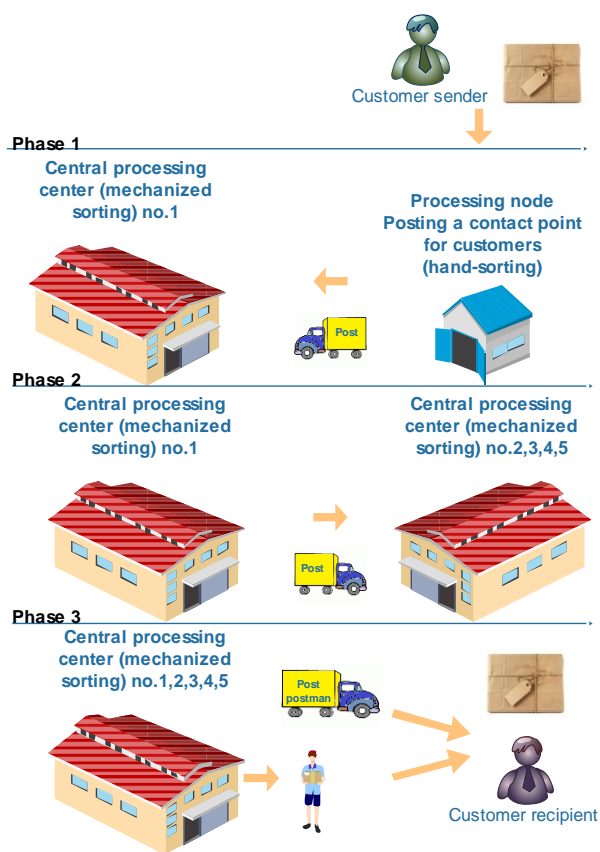 Customer sender
Phase 1
Central processing
center (mechanized
sorting) no.1
Processing node
Posting a contact point
for customers
(hand-sorting)
Post
Phase 2
Central processing
center (mechanized
sorting) no.1
Central processing
center (mechanized
sorting) no.2,3,4,5
Post
Phase 3
Central processing
center (mechanized
sorting) no.1,2,3,4,5
Post
postman
Customer recipient